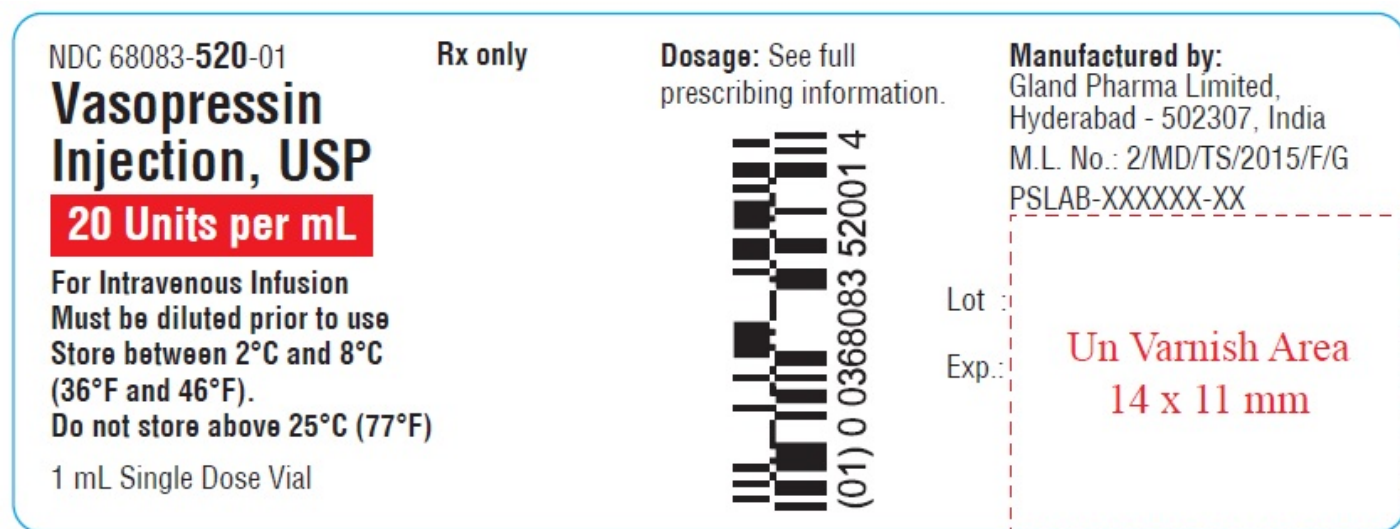 NDC 68083-520-01
Vasopressin
Injection, USP
20 Units per mL
For Intravenous Infusion
Must be diluted prior to use
Store between 2°C and 8°C
(36°F and 46°F).
Do not store above 25°C (77°F)
1 mL Single Dose Vial
Rx only
Dosage: See full
prescribing information.
(01) 0 0368083 52001 4
Manufactured by:
Gland Pharma Limited,
Hyderabad - 502307, India
M.L. No.: 2/MD/TS/2015/F/G
PSLAB-XXXXXX-XX
Lot :
Exp.:
Un Varnish Area
14 x 11 mm